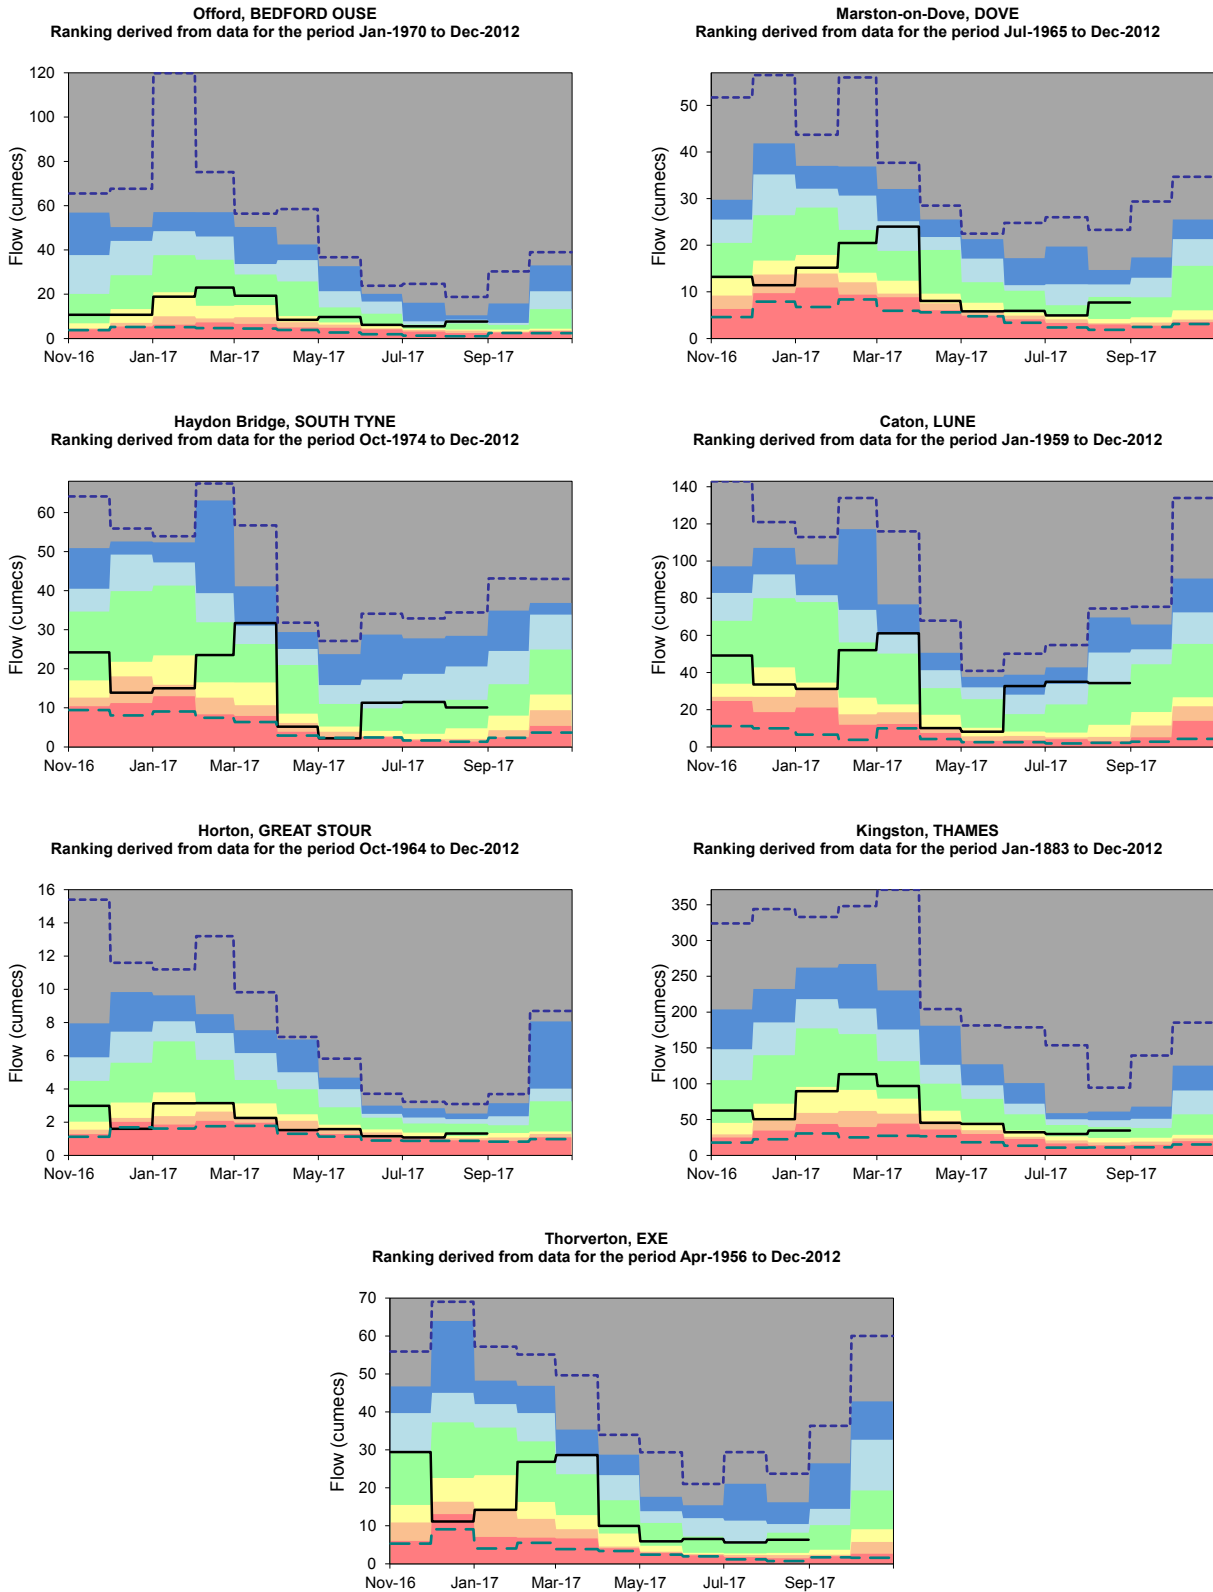 Offord, BEDFORD OUSE
Ranking derived from data for the period Jan-1970 to Dec-2012
Flow (cumecs)
120
100
80
60
40
20
0
Nov-16 Jan-17 Mar-17 May-17 Jul-17 Sep-17
Marston-on-Dove, DOVE
Ranking derived from data for the period Jul-1965 to Dec-2012
Flow (cumecs)
50
40
30
20
10
0
Nov-16 Jan-17 Mar-17 May-17 Jul-17 Sep-17
Haydon Bridge, SOUTH TYNE
Ranking derived from data for the period Oct-1974 to Dec-2012
Flow (cumecs)
60
50
40
30
20
10
0
Nov-16 Jan-17 Mar-17 May-17 Jul-17 Sep-17
Caton, LUNE
Ranking derived from data for the period Jan-1959 to Dec-2012
Flow (cumecs)
140
120
100
80
60
40
20
0
Nov-16 Jan-17 Mar-17 May-17 Jul-17 Sep-17
Horton, GREAT STOUR
Ranking derived from data for the period Oct-1964 to Dec-2012
Flow (cumecs)
16
14
12
10
8
6
4
2
0
Nov-16 Jan-17 Mar-17 May-17 Jul-17 Sep-17
Kingston, THAMES
Ranking derived from data for the period Jan-1883 to Dec-2012
Flow (cumecs)
350
300
250
200
150
100
50
0
Nov-16 Jan-17 Mar-17 May-17 Jul-17 Sep-17
Thorverton, EXE
Ranking derived from data for the period Apr-1956 to Dec-2012
Flow (cumecs)
70
60
50
40
30
20
10
0
Nov-16 Jan-17 Mar-17 May-17 Jul-17 Sep-17